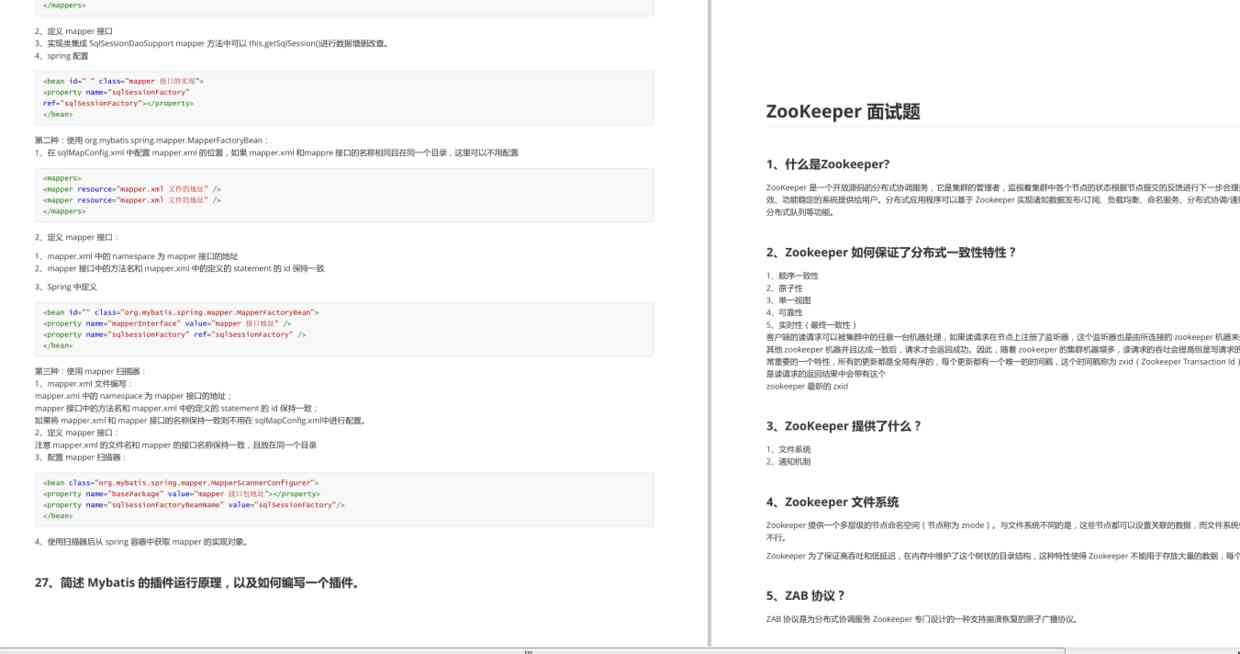 </mappers>
2、定义 mapper 接口
3、实现类集成 SqlSessionDaoSupport mapper 方法中可以 this.getSqlSession()进行数据增删改查。
4、spring 配置
<bean id=" " class="mapper 接口的实现">
<property name="sqlSessionFactory"
ref="sqlSessionFactory"></property>
</bean>
第二种：使用 org.mybatis.spring.mapper.MapperFactoryBean：
1、在 sqlMapConfig.xml 中配置 mapper.xml 的位置，如果 mapper.xml 和mappre 接口的名称相同且在同一个目录，这里可以不用配置
<mappers>
<mapper resource="mapper.xml 文件的地址" />
<mapper resource="mapper.xml 文件的地址" />
</mappers>
2、定义 mapper 接口：
1、mapper.xml 中的 namespace 为 mapper 接口的地址
2、mapper 接口中的方法名和 mapper.xml 中的定义的 statement 的 id 保持一致
3、Spring 中定义
<bean id="" class="org.mybatis.spring.mapper.MapperFactoryBean">
<property name="mapperInterface" value="mapper 接口地址" />
<property name="sqlSessionFactory" ref="sqlSessionFactory" />
</bean>
第三种：使用 mapper 扫描器：
1、mapper.xml 文件编写：
mapper.xml 中的 namespace 为 mapper 接口的地址；
mapper 接口中的方法名和 mapper.xml 中的定义的 statement 的 id 保持一致；
如果将 mapper.xml 和 mapper 接口的名称保持一致则不用在 sqlMapConfig.xml中进行配置。
2、定义 mapper 接口：
注意 mapper.xml 的文件名和 mapper 的接口名称保持一致，且放在同一个目录
3、配置 mapper 扫描器：
<bean class="org.mybatis.spring.mapper.MapperScannerConfigurer">
<property name="basePackage" value="mapper 接口包地址"></property>
<property name="sqlSessionFactoryBeanName" value="sqlSessionFactory"/>
</bean>
4、使用扫描器后从 spring 容器中获取 mapper 的实现对象。
27、简述 Mybatis 的插件运行原理，以及如何编写一个插件。
ZooKeeper 面试题
1、什么是Zookeeper?
ZooKeeper 是一个开放源码的分布式协调服务，它是集群的管理者，监视着集群中各个节点的状态根据节点提交的反馈进行下一步合理
效、功能稳定的系统提供给用户。分布式应用程序可以基于 Zookeeper 实现诸如数据发布/订阅、负载均衡、命名服务、分布式协调/通
分布式队列等功能。
2、Zookeeper 如何保证了分布式一致性特性？
1、顺序一致性
2、原子性
3、单一视图
4、可靠性
5、实时性（最终一致性）
客户端的读请求可以被集群中的任意一台机器处理，如果读请求在节点上注册了监听器，这个监听器也是由所连接的 zookeeper 机器来
其他 zookeeper 机器并且达成一致后，请求才会返回成功。因此，随着 zookeeper 的集群机器增多，读请求的吞吐会提高但是写请求的
常重要的一个特性，所有的更新都是全局有序的，每个更新都有一个唯一的时间戳，这个时间戳称为 zxid（Zookeeper Transaction Id）
是读请求的返回结果中会带有这个
zookeeper 最新的 zxid
3、ZooKeeper 提供了什么？
1、文件系统
2、通知机制
4、Zookeeper 文件系统
Zookeeper 提供一个多层级的节点命名空间（节点称为 znode）。与文件系统不同的是，这些节点都可以设置关联的数据，而文件系统
不行。
Zookeeper 为了保证高吞吐和低延迟，在内存中维护了这个树状的目录结构，这种特性使得 Zookeeper 不能用于存放大量的数据，每个
5、ZAB 协议？
ZAB 协议是为分布式协调服务 Zookeeper 专门设计的一种支持崩溃恢复的原子广播协议。